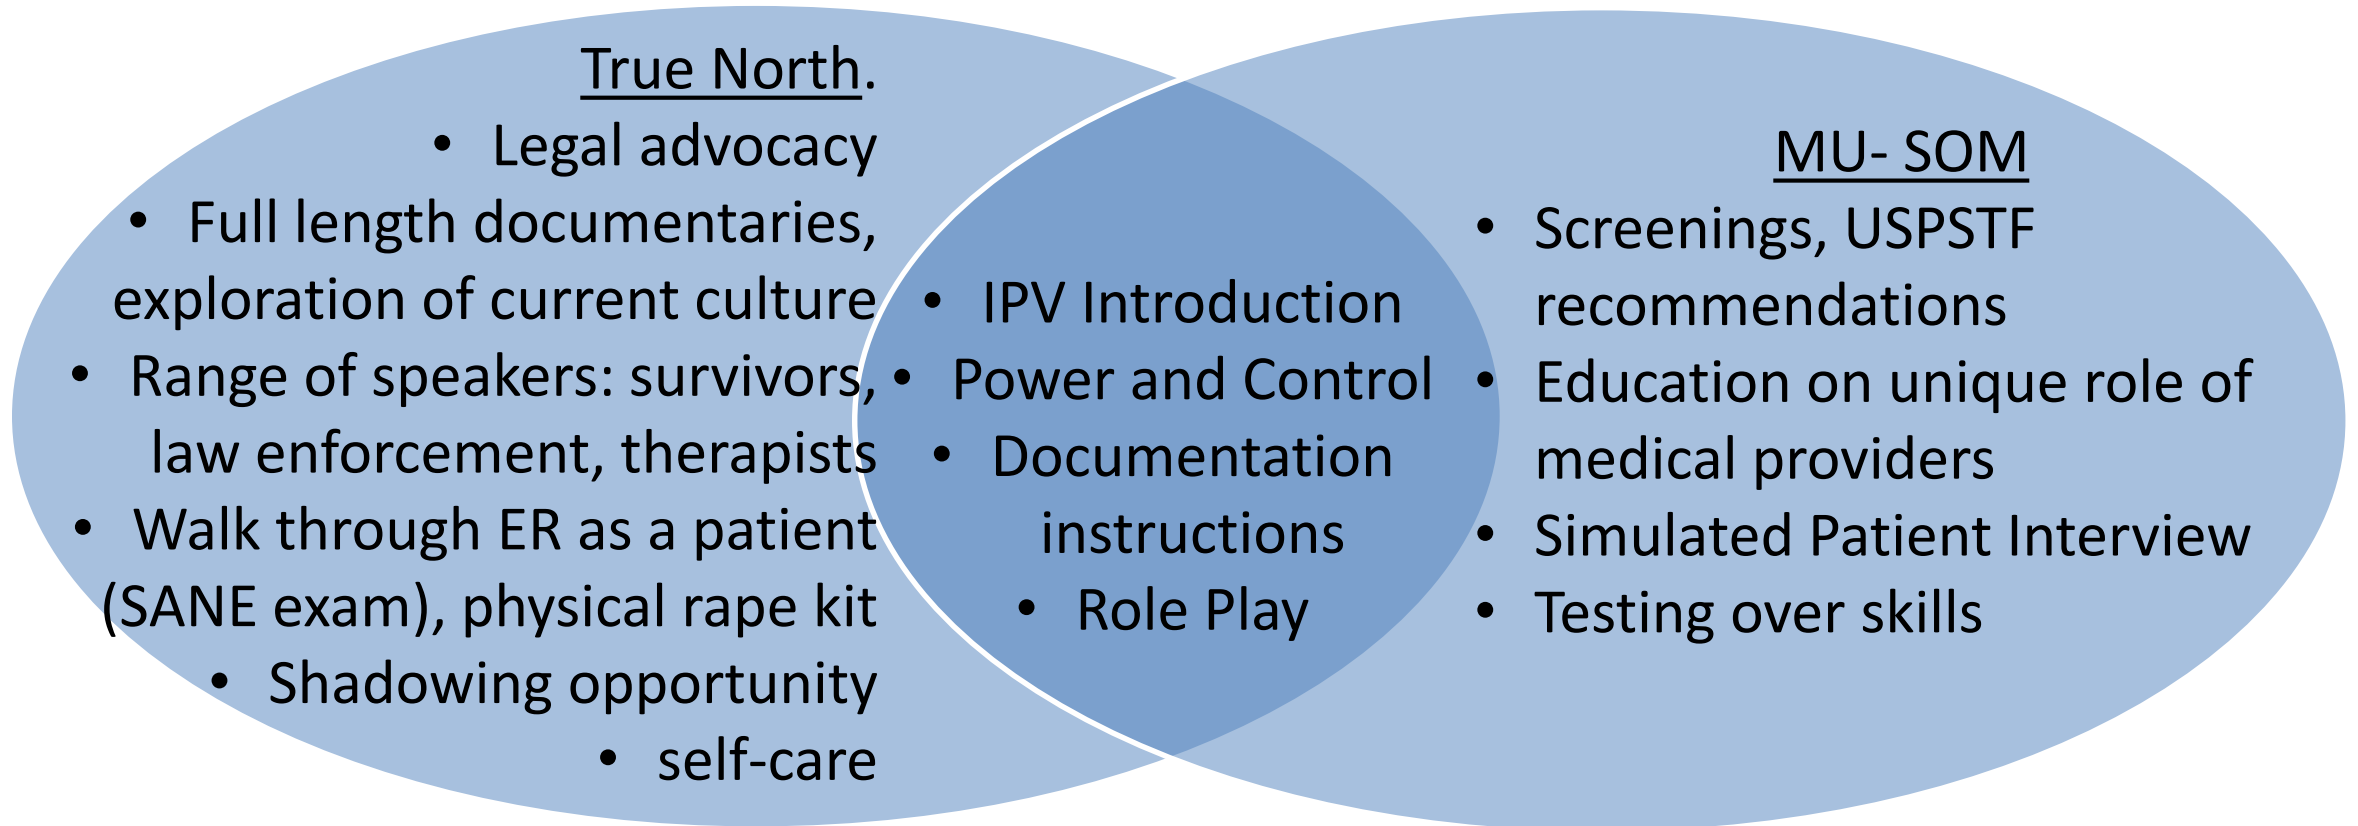 True North.
• Legal advocacy
• Full length documentaries,
exploration of current culture
• Range of speakers: survivors,
law enforcement, therapists
• Walk through ER as a patient
(SANE exam), physical rape kit
• Shadowing opportunity
• self-care
• IPV Introduction
• Power and Control
• Documentation
instructions
• Role Play
MU- SOM
• Screenings, USPSTF
recommendations
• Education on unique role of
medical providers
• Simulated Patient Interview
• Testing over skills